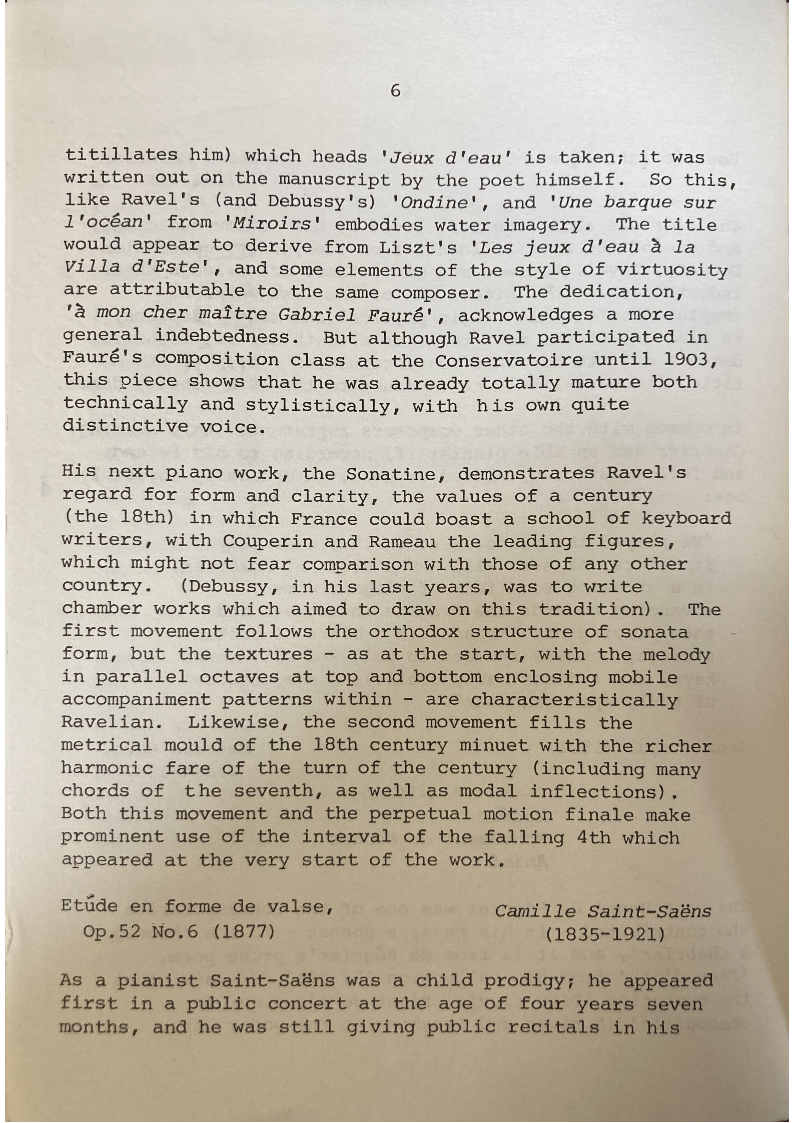 6
titillates him) which heads 'Jeux d'eau' is taken; it was
written out on the manuscript by the poet himself. So this,
like Ravel's (and Debussy's) 'Ondine', and 'Une barque sur
l'océan' from 'Miroirs' embodies water imagery. The title
would appear to derive from Liszt's 'Les jeux d'eau à la
Villa d'Este', and some elements of the style of virtuosity
are attributable to the same composer. The dedication,
'à mon cher maître Gabriel Fauré', acknowledges a more
general indebtedness. But although Ravel participated in
Fauré's composition class at the Conservatoire until 1903,
this piece shows that he was already totally mature both
technically and stylistically, with his own quite
distinctive voice.
His next piano work, the Sonatine, demonstrates Ravel's
regard for form and clarity, the values of a century
(the 18th) in which France could boast a school of keyboard
writers, with Couperin and Rameau the leading figures,
which might not fear comparison with those of any other
country. (Debussy, in his last years, was to write
chamber works which aimed to draw on this tradition). The
first movement follows the orthodox structure of sonata
form, but the textures - as at the start, with the melody
in parallel octaves at top and bottom enclosing mobile
accompaniment patterns within - are characteristically
Ravelian. Likewise, the second movement fills the
metrical mould of the 18th century minuet with the richer
harmonic fare of the turn of the century (including many
chords of the seventh, as well as modal inflections).
Both this movement and the perpetual motion finale make
prominent use of the interval of the falling 4th which
appeared at the very start of the work.
Etúde en forme de valse, Camille Saint-Saëns
Op.52 No.6 (1877) (1835-1921)
As a pianist Saint-Saëns was a child prodigy; he appeared
first in a public concert at the age of four years seven
months, and he was still giving public recitals in his